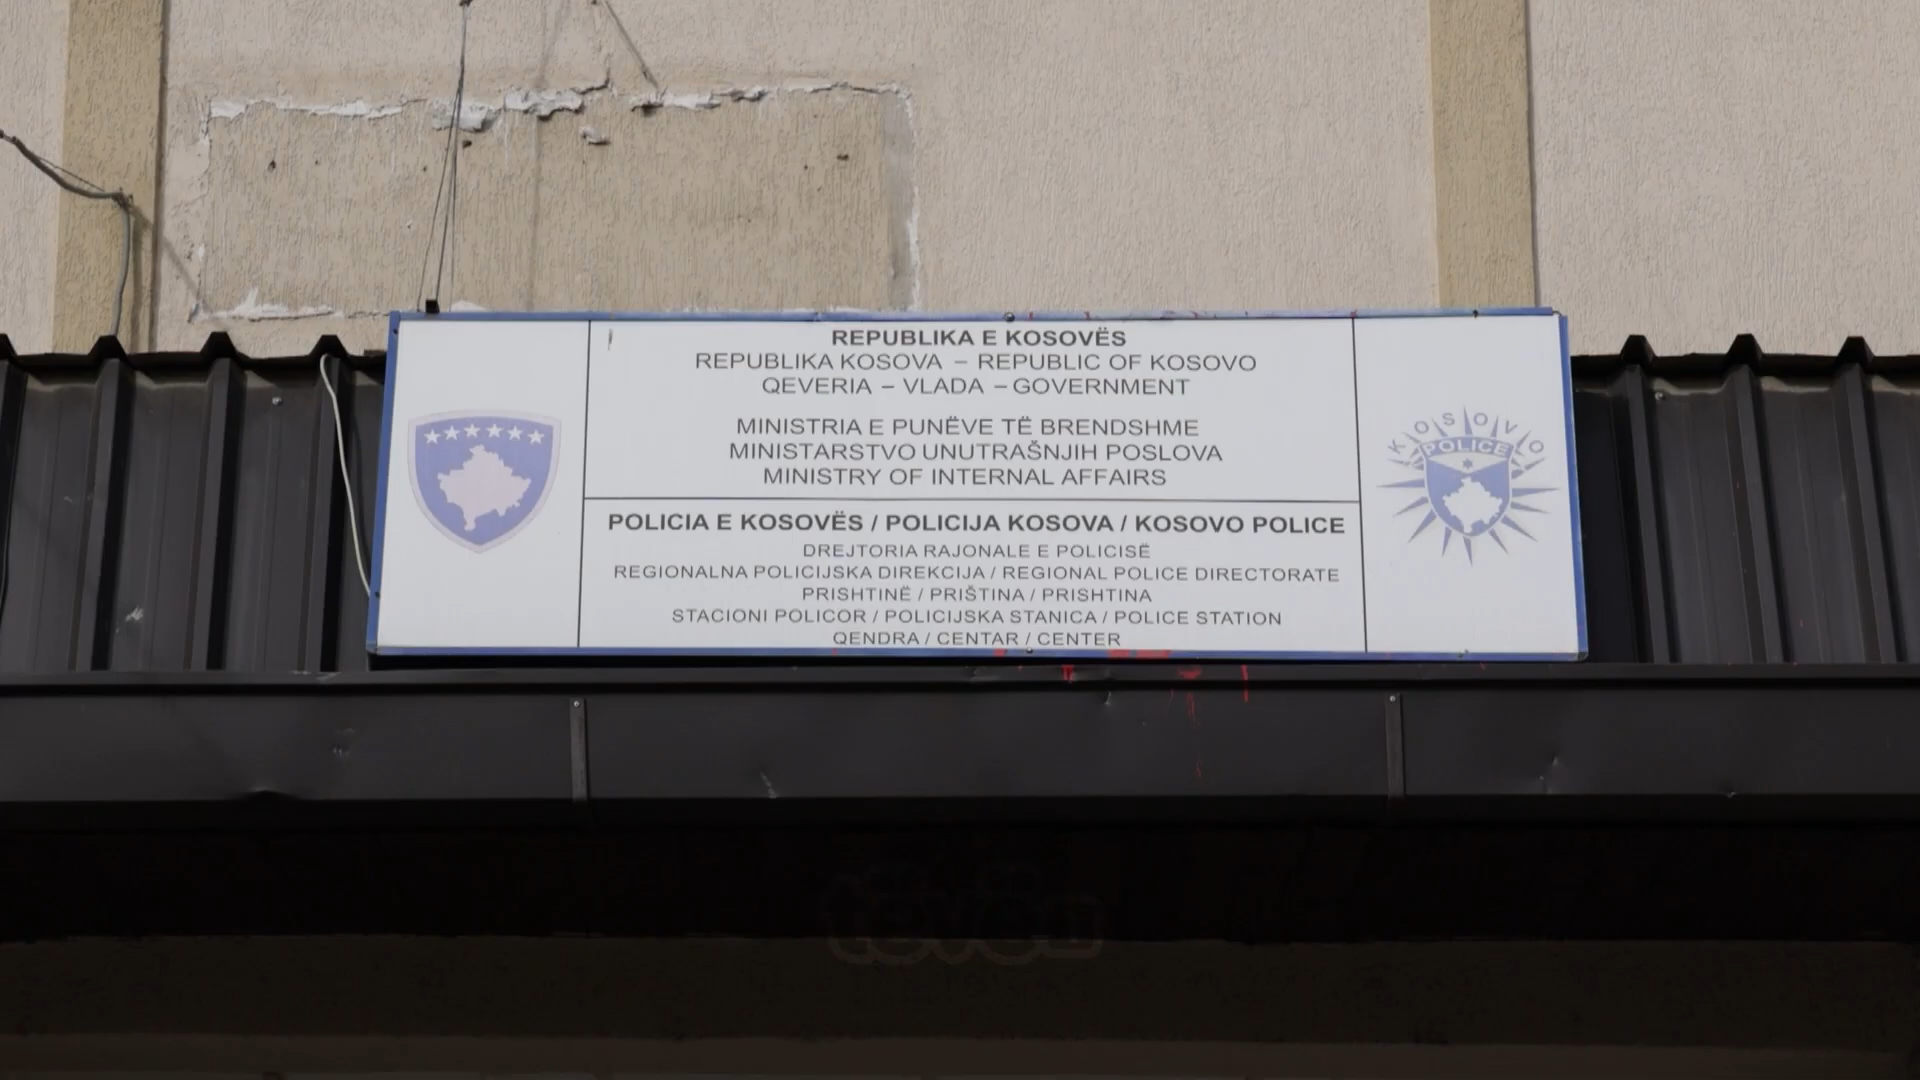 REPUBLIKA E KOSOVËS
REPUBLIKA KOSOVA – REPUBLIC OF KOSOVO
QEVERIA – VLADA – GOVERNMENT
MINISTRIA E PUNËVE TË BRENDSHME
MINISTARSTVO UNUTRAŠNJIH POSLOVA
MINISTRY OF INTERNAL AFFAIRS
POLICIA E KOSOVËS / POLICIJA KOSOVA / KOSOVO POLICE
DREJTORIA RAJONALE E POLICISË
REGIONALNA POLICIJSKA DIREKCIJA / REGIONAL POLICE DIRECTORATE
PRISHTINË / PRIŠTINA / PRISHTINA
STACIONI POLICOR / POLICIJSKA STANICA / POLICE STATION
QENDRA / CENTAR / CENTER
KOSOVO
POLICE
tëvë1